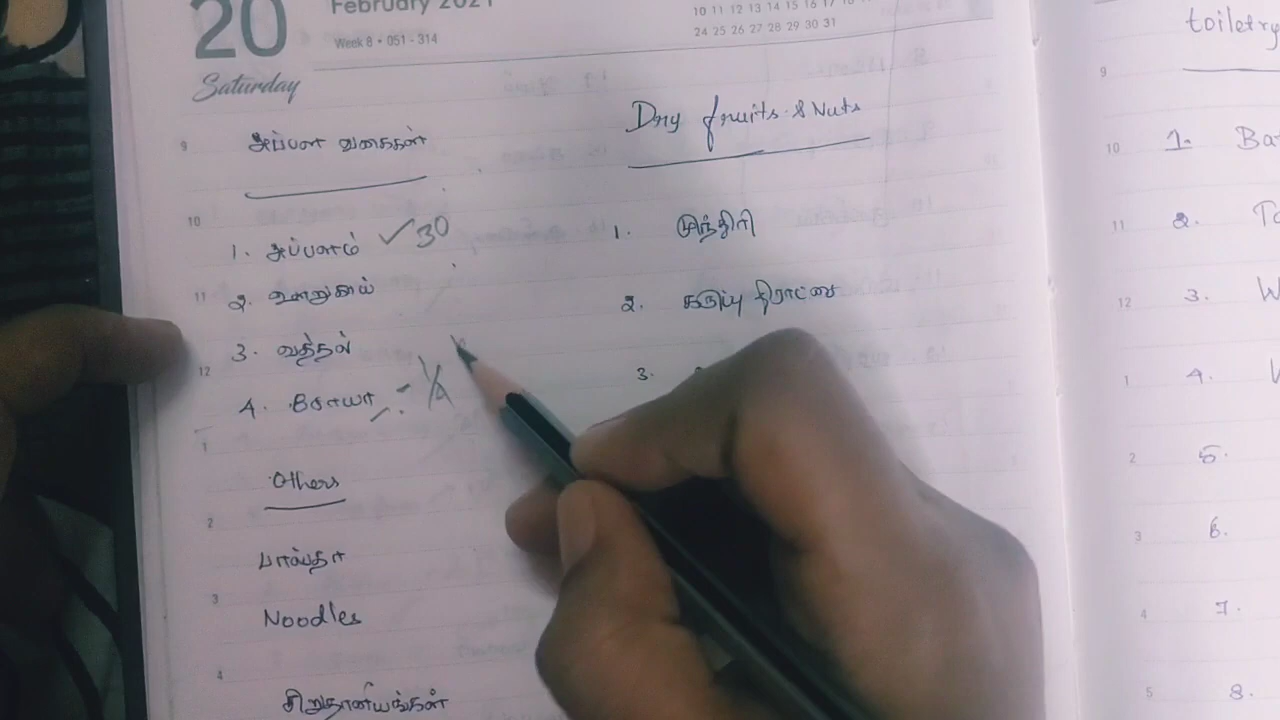 20
February 2021
Week 8 • 051 - 314
Saturday
10 11 12 13 14 15 16 17 18
24 25 26 27 28 29 30 31
அப்பள வகைகள்
1. அப்பளம் ✓30
2. ஊறுகாய்
3. வத்தல்
4. சோயா
Others
பாஸ்தா
Noodles
சிறுதானியங்கள்
Dry fruits & Nuts
1. முந்திரி
2. கருப்பு திராட்சை
3.
toiletry
1.
2.
3. W
4.
5.
6.
7.
8.